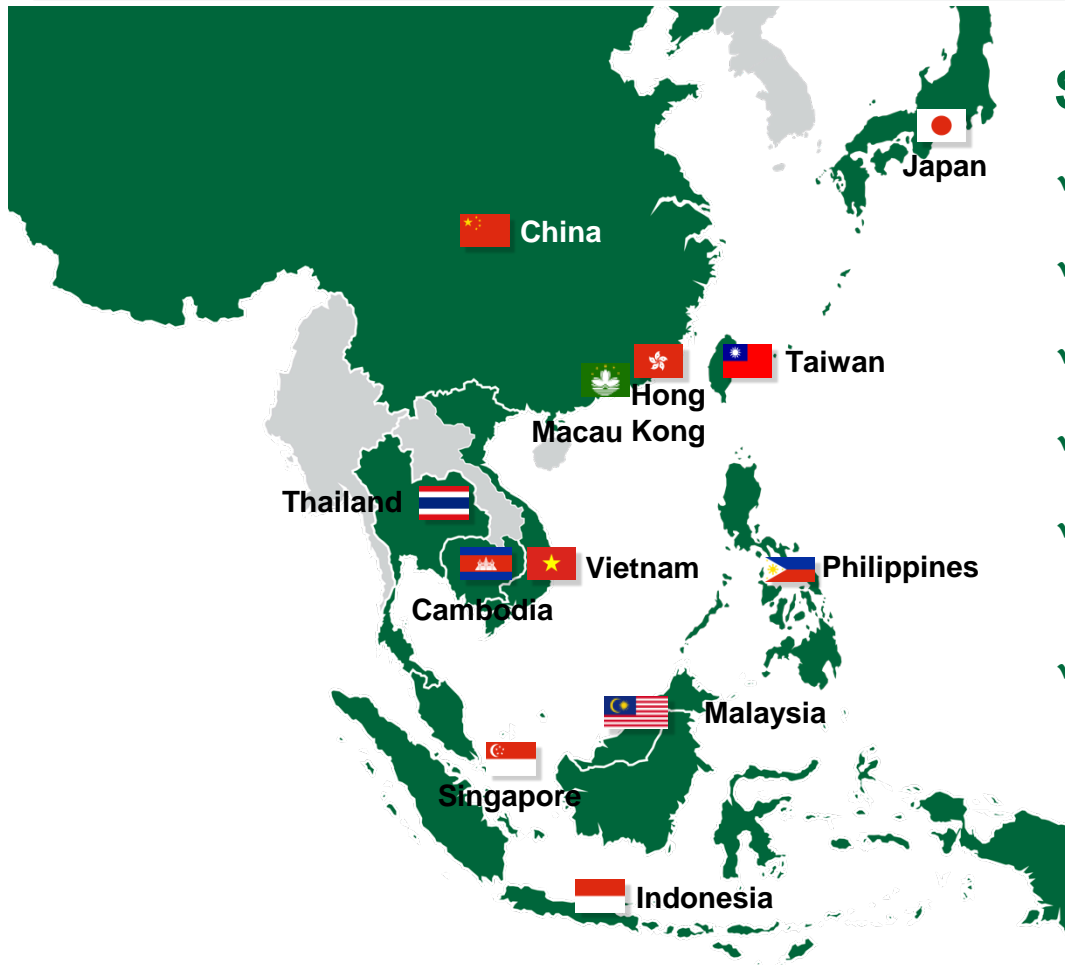 Japan
China
Taiwan
Hong
Kong
Macau
Thailand
Vietnam
Philippines
Cambodia
Malaysia
Singapore
Indonesia